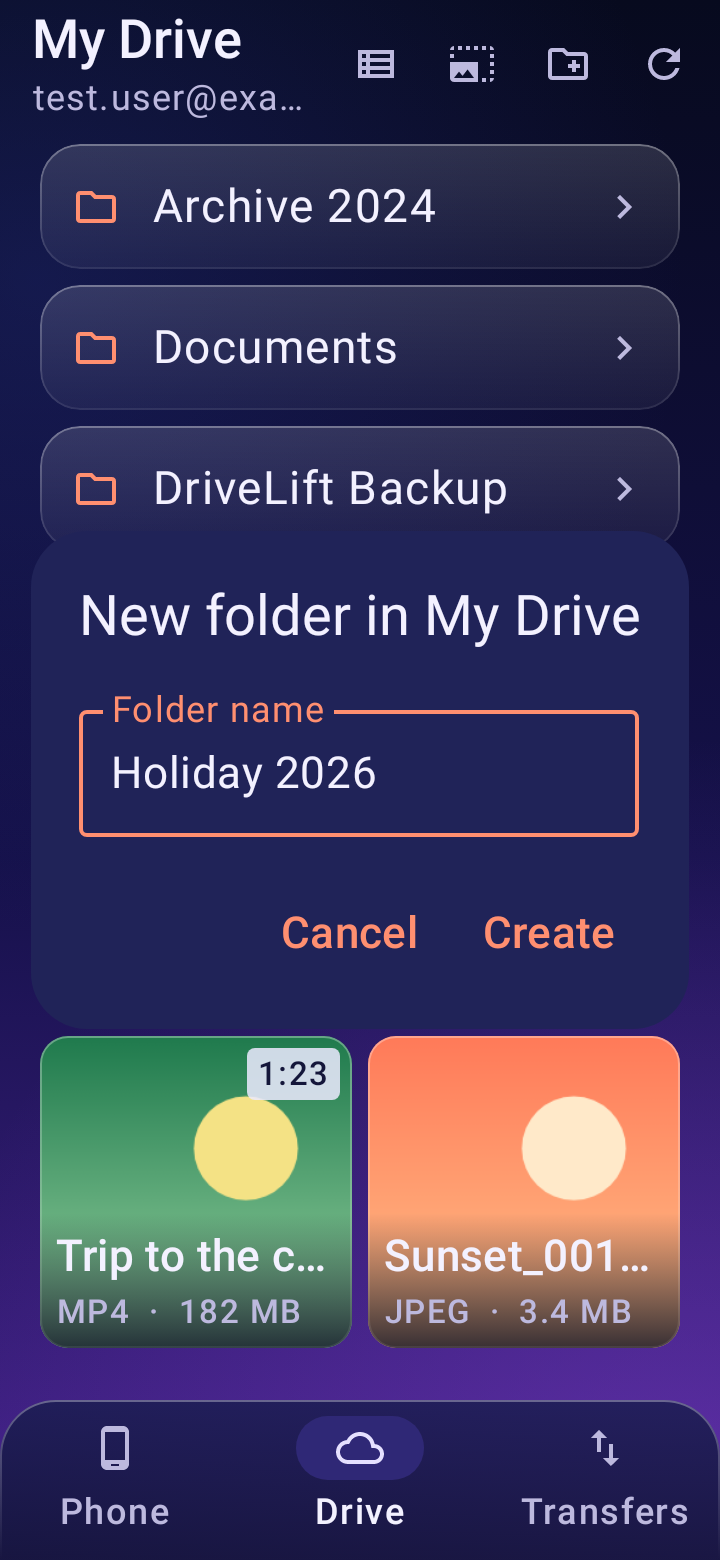 My Drive
test.user@exa…
Archive 2024
Documents
DriveLift Backup
New folder in My Drive
Folder name
Holiday 2026
Cancel Create
1:23
Trip to the c… Sunset_001…
MP4 · 182 MB JPEG · 3.4 MB
Phone Drive Transfers